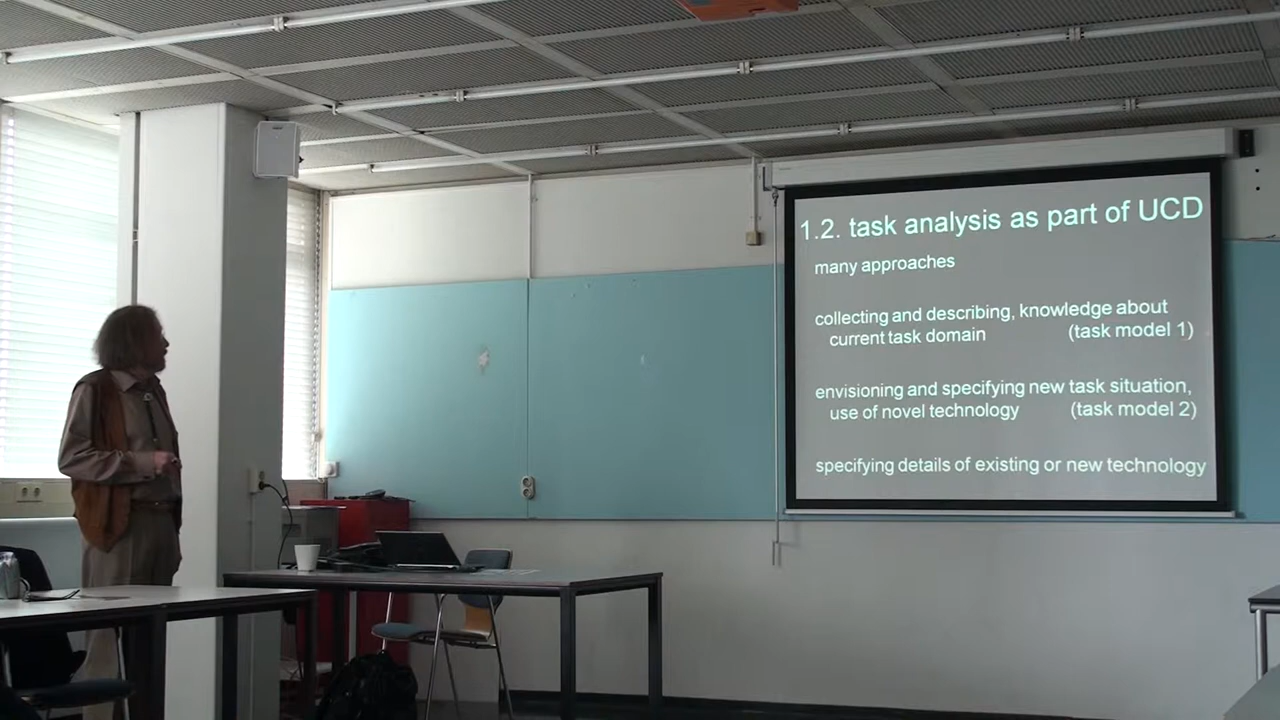 1.2. task analysis as part of UCD
many approaches
collecting and describing, knowledge about
current task domain (task model 1)
envisioning and specifying new task situation,
use of novel technology (task model 2)
specifying details of existing or new technology